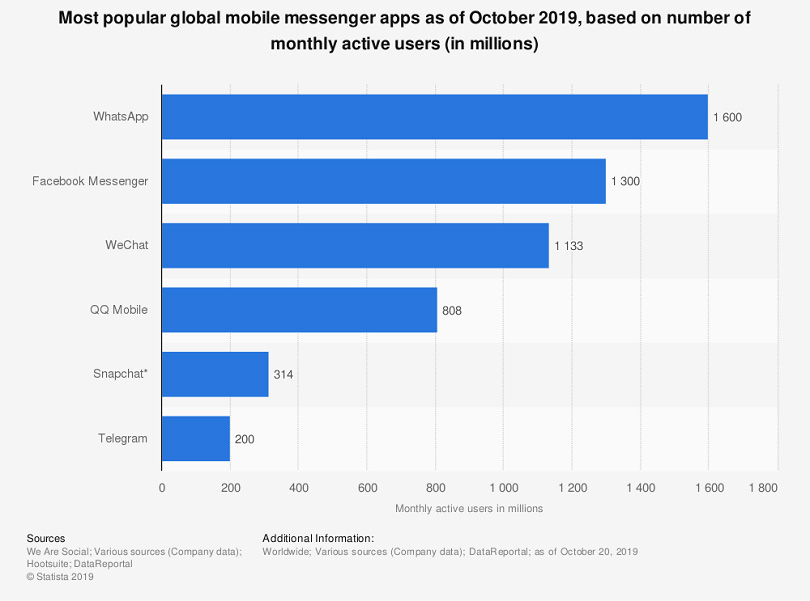 Most popular global mobile messenger apps as of October 2019, based on number of
monthly active users (in millions)
WhatsApp
1 600
Facebook Messenger
1 300
WeChat
1 133
QQ Mobile
808
Snapchat*
314
Telegram
200
0 200 400 600 800 1 000 1 200 1 400 1 600 1 800
Monthly active users in millions
Sources
We Are Social; Various sources (Company data);
Hootsuite; DataReportal
© Statista 2019
Additional Information:
Worldwide; Various sources (Company data); DataReportal; as of October 20, 2019